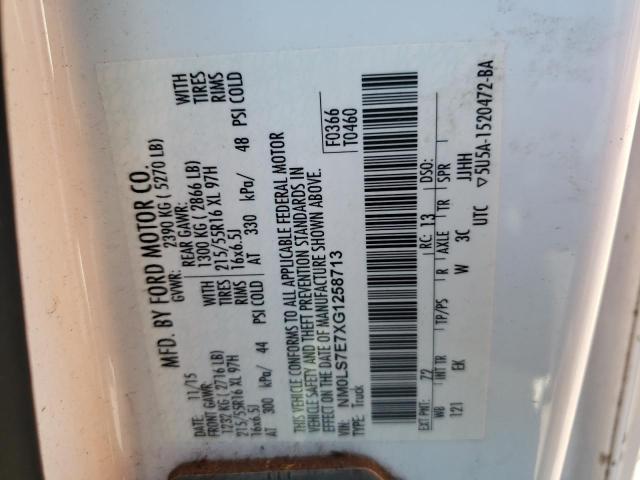 MFD. BY FORD MOTOR CO.
DATE: 11/15 GVWR: 2390 KG ( 5270 LB)
FRONT GAWR: REAR GAWR:
1232 KG ( 2716 LB) WITH 1300 KG ( 2866 LB) WITH
215/55R16 XL 97H TIRES 215/55R16 XL 97H TIRES
16x6.5J RIMS 16x6.5J RIMS
AT 300 kPa/ 44 PSI COLD AT 330 kPa/ 48 PSI COLD
THIS VEHICLE CONFORMS TO ALL APPLICABLE FEDERAL MOTOR
VEHICLE SAFETY AND THEFT PREVENTION STANDARDS IN
EFFECT ON THE DATE OF MANUFACTURE SHOWN ABOVE.
VIN: NM0LS7E7XG1258713 F0366
TYPE: Truck T0460
EXT PNT: 7Z RC: 13 DSO:
WB INT TR TP/PS R AXLE TR SPR
121 EK W 3C JJHH
UTC ▽5U5A-1520472-BA